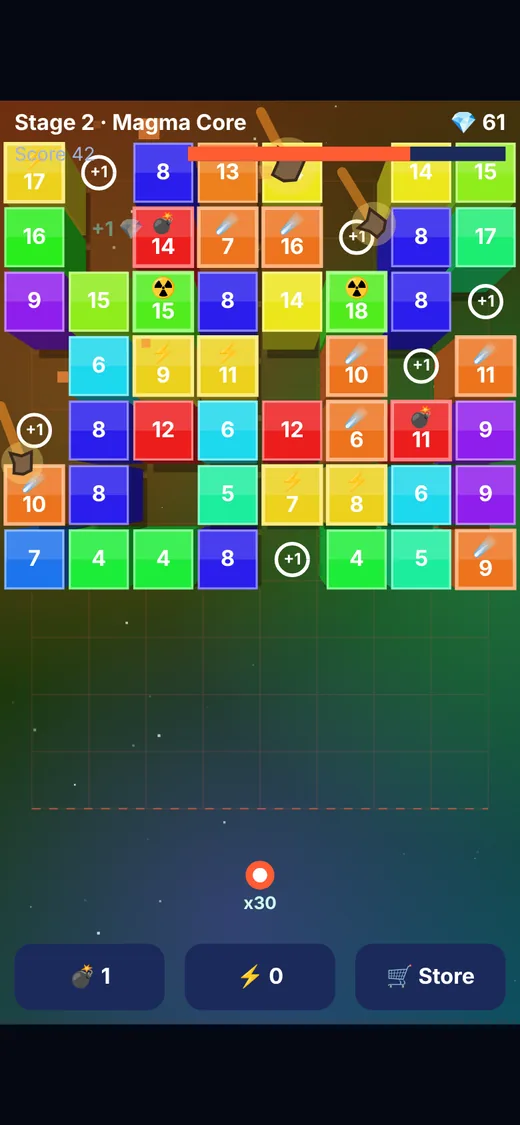 Stage 2 · Magma Core 💎 61
Score 42
17 +1 8 13 14 15
16 +1 💎 14 7 16 +1 8 17
9 15 15 8 14 18 8 +1
6 9 11 10 +1 11
+1 8 12 6 12 6 11 9
10 8 5 7 8 6 9
7 4 4 8 +1 4 5 9
x30
💣 1 ⚡ 0 🛒 Store